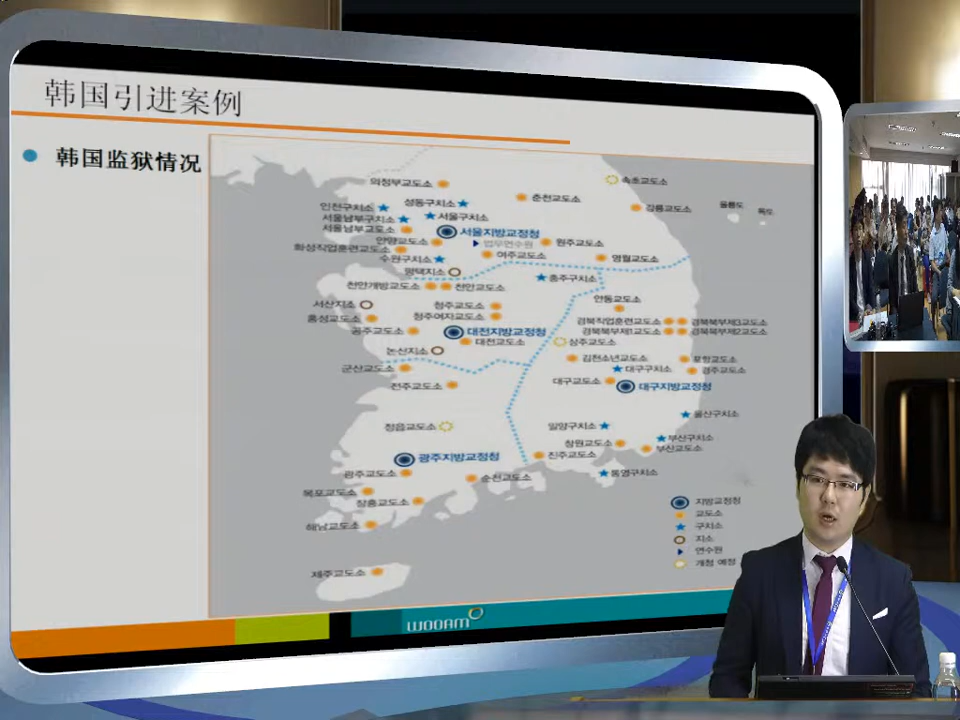 韩国引进案例
韩国监狱情况
의정부교도소
속초교도소
춘천교도소
성동구치소
인천구치소
강릉교도소
울릉도
독도
서울구치소
서울남부구치소
서울남부교도소
서울지방교정청
안양교도소
법무연수원
원주교도소
화성직업훈련교도소
여주교도소
영월교도소
수원구치소
평택지소
충주구치소
천안개방교도소
천안교도소
안동교도소
서산지소
청주교도소
홍성교도소
청주여자교도소
경북직업훈련교도소
경북북부제3교도소
공주교도소
대전지방교정청
경북북부제1교도소
경북북부제2교도소
대전교도소
상주교도소
논산지소
김천소년교도소
포항교도소
군산교도소
대구구치소
경주교도소
전주교도소
대구교도소
대구지방교정청
울산구치소
정읍교도소
밀양구치소
부산구치소
창원교도소
부산교도소
광주지방교정청
진주교도소
광주교도소
순천교도소
통영구치소
목포교도소
장흥교도소
해남교도소
제주교도소
지방교정청
교도소
구치소
지소
연수원
개청 예정
WOOAM